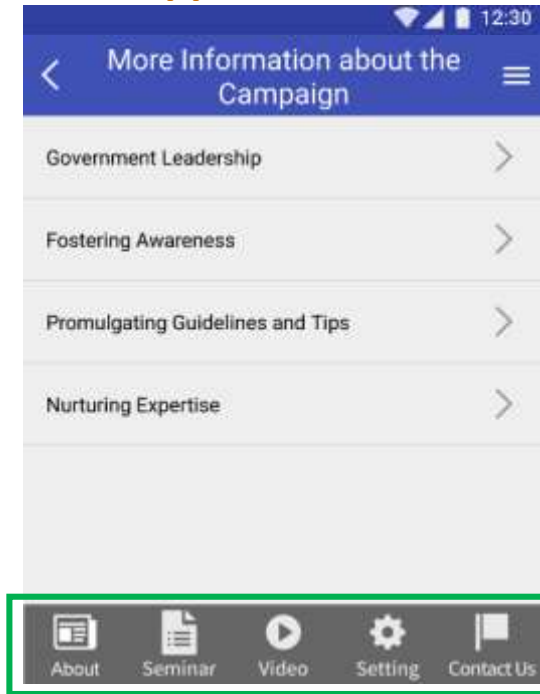 12:30
More Information about the
Campaign
Government Leadership
Fostering Awareness
Promulgating Guidelines and Tips
Nurturing Expertise
About Seminar Video Setting Contact Us